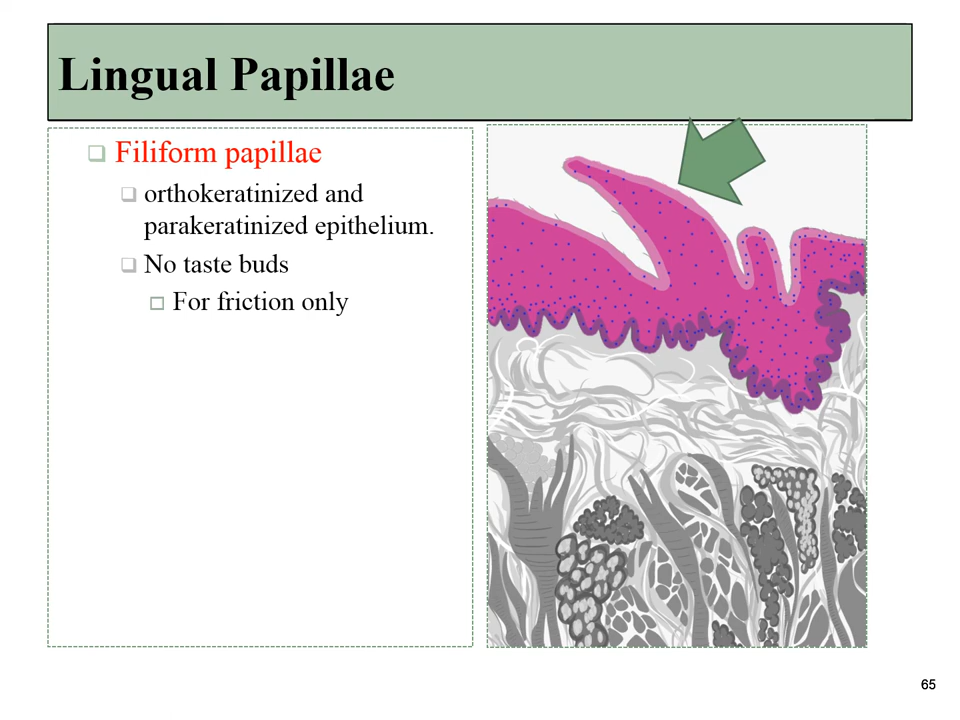 Lingual Papillae
Filiform papillae
orthokeratinized and
parakeratinized epithelium.
No taste buds
For friction only
65